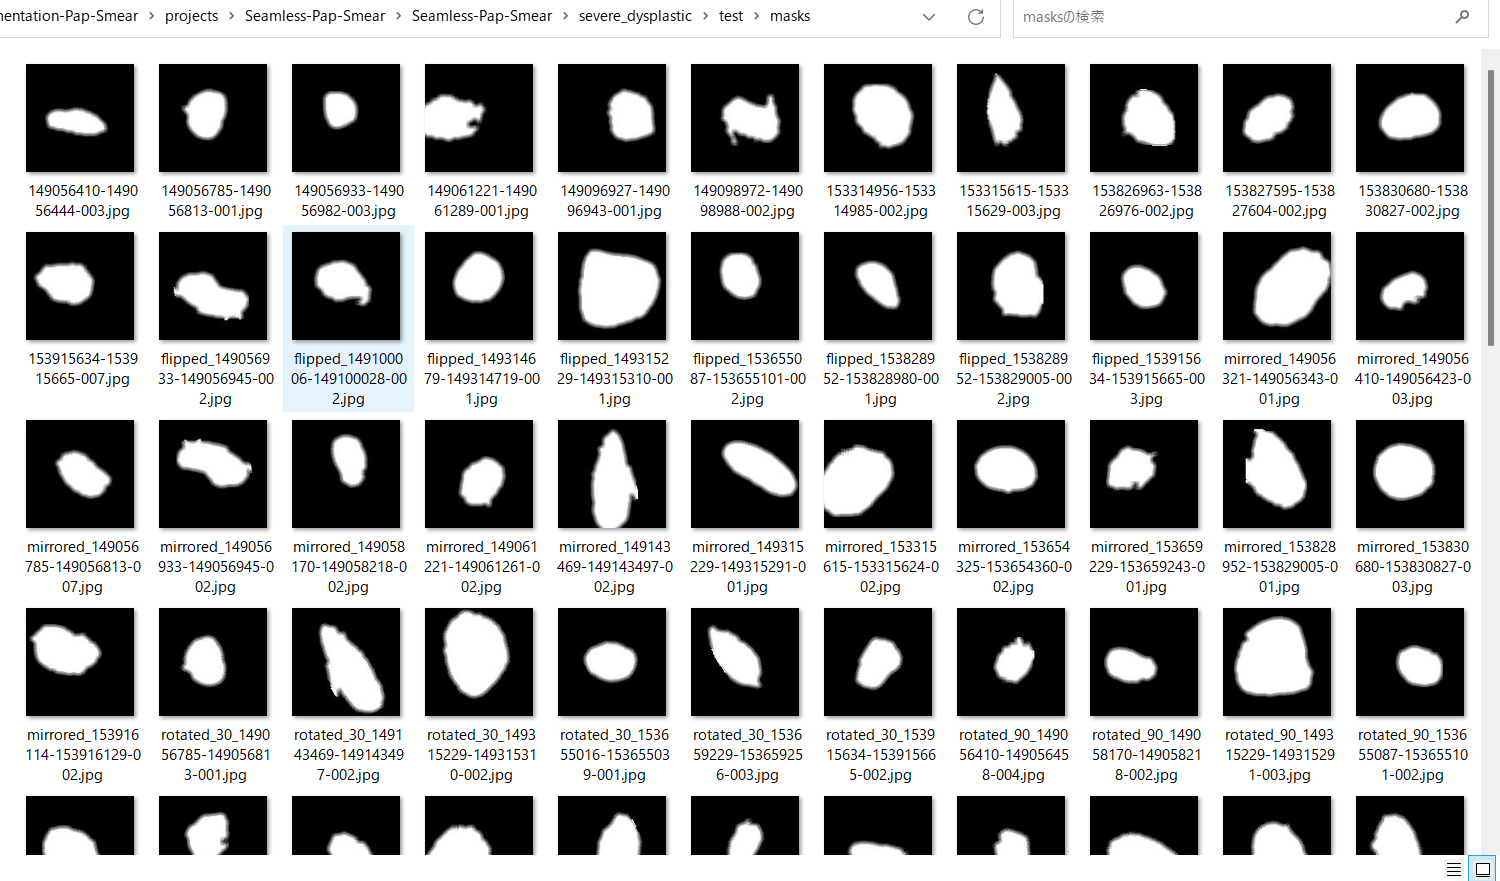 mentation-Pap-Smear > projects > Seamless-Pap-Smear > Seamless-Pap-Smear > severe_dysplastic > test > masks
masksの検索
149056410-1490
56444-003.jpg
149056785-1490
56813-001.jpg
149056933-1490
56982-003.jpg
149061221-1490
61289-001.jpg
149096927-1490
96943-001.jpg
149098972-1490
98988-002.jpg
153314956-1533
14985-002.jpg
153315615-1533
15629-003.jpg
153826963-1538
26976-002.jpg
153827595-1538
27604-002.jpg
153830680-1538
30827-002.jpg
153915634-1539
15665-007.jpg
flipped_1490569
33-149056945-00
2.jpg
flipped_1491000
06-149100028-00
2.jpg
flipped_1493146
79-149314719-00
1.jpg
flipped_1493152
29-149315310-00
1.jpg
flipped_1536550
87-153655101-00
2.jpg
flipped_1538289
52-153828980-00
1.jpg
flipped_1538289
52-153829005-00
2.jpg
flipped_1539156
34-153915665-00
3.jpg
mirrored_149056
321-149056343-0
01.jpg
mirrored_149056
410-149056423-0
03.jpg
mirrored_149056
785-149056813-0
07.jpg
mirrored_149056
933-149056945-0
02.jpg
mirrored_149058
170-149058218-0
02.jpg
mirrored_149061
221-149061261-0
02.jpg
mirrored_149143
469-149143497-0
02.jpg
mirrored_149315
229-149315291-0
01.jpg
mirrored_153315
615-153315624-0
02.jpg
mirrored_153654
325-153654360-0
02.jpg
mirrored_153659
229-153659243-0
01.jpg
mirrored_153828
952-153829005-0
01.jpg
mirrored_153830
680-153830827-0
03.jpg
mirrored_153916
114-153916129-0
02.jpg
rotated_30_1490
56785-14905681
3-001.jpg
rotated_30_1491
43469-14914349
7-002.jpg
rotated_30_1493
15229-14931531
0-002.jpg
rotated_30_1536
55016-15365503
9-001.jpg
rotated_30_1536
59229-15365925
6-003.jpg
rotated_30_1539
15634-15391566
5-002.jpg
rotated_90_1490
56410-14905645
8-004.jpg
rotated_90_1490
58170-14905821
8-002.jpg
rotated_90_1493
15229-14931529
1-003.jpg
rotated_90_1536
55087-15365510
1-002.jpg